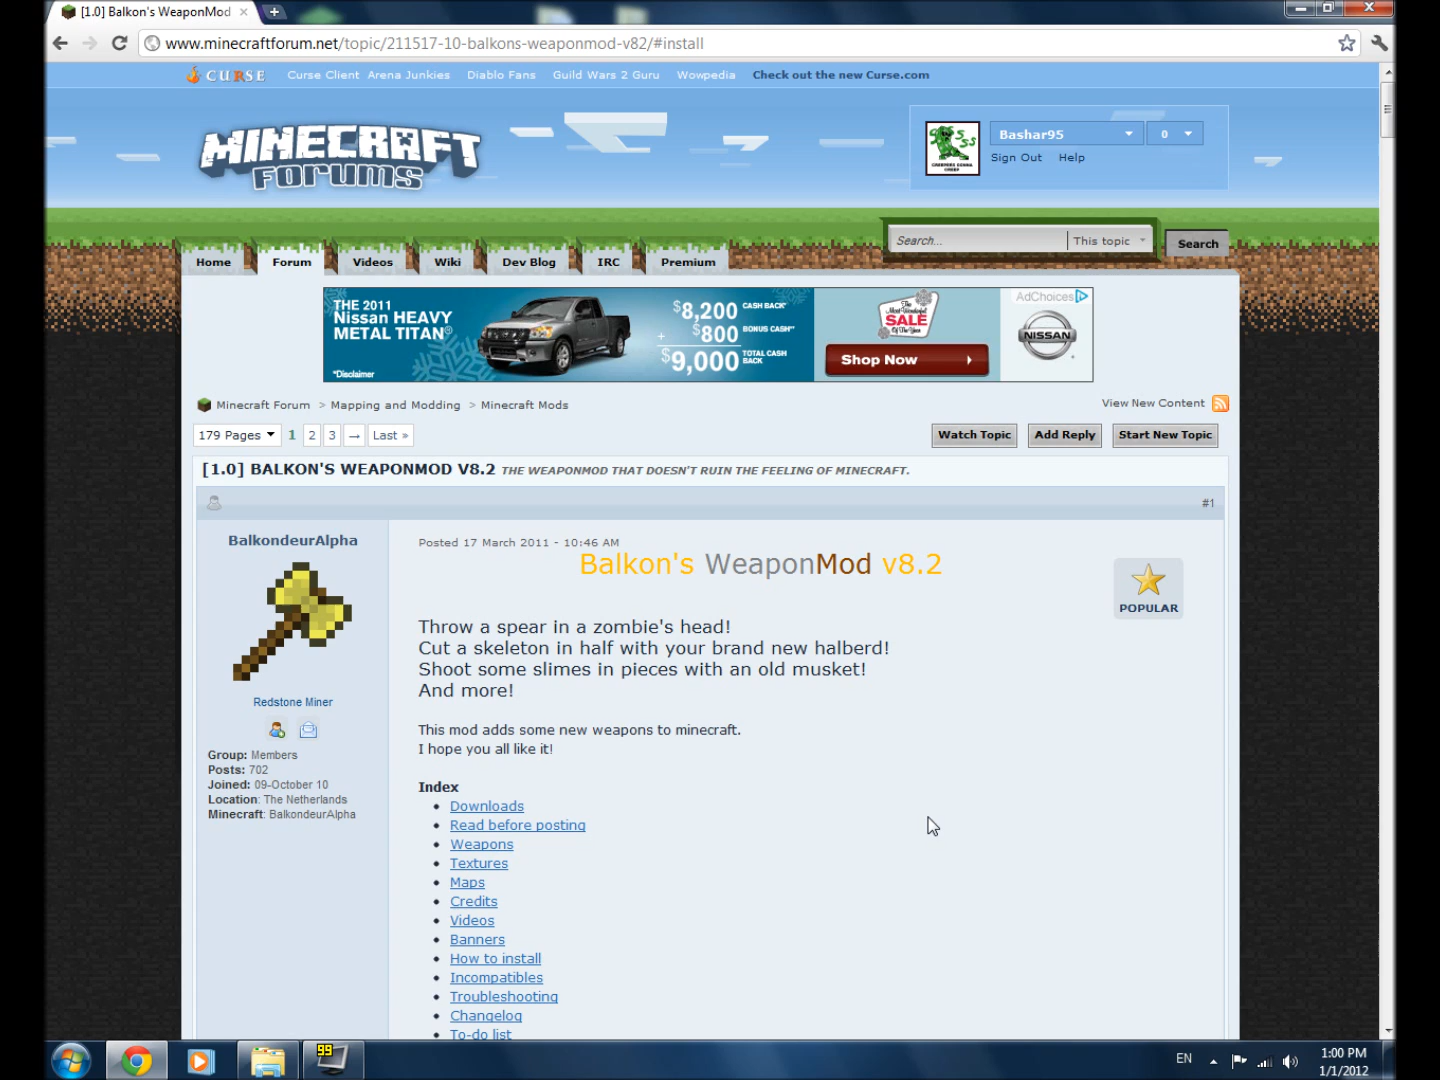 [1.0] Balkon's WeaponMod
www.minecraftforum.net/topic/211517-10-balkons-weaponmod-v82/#install
CURSE Curse Client Arena Junkies Diablo Fans Guild Wars 2 Guru Wowpedia Check out the new Curse.com
MINECRAFT
FORUMS
Bashar95 0
Sign Out Help
Search... This topic Search
Home Forum Videos Wiki Dev Blog IRC Premium
THE 2011
Nissan HEAVY
METAL TITAN
*Disclaimer
$8,200 CASH BACK*
+ $800 BONUS CASH**
$9,000 TOTAL CASH BACK
The Most Wonderful
SALE
Of The Year
Shop Now
AdChoices
NISSAN
Minecraft Forum > Mapping and Modding > Minecraft Mods
View New Content
179 Pages 1 2 3 → Last »
Watch Topic Add Reply Start New Topic
[1.0] BALKON'S WEAPONMOD V8.2 THE WEAPONMOD THAT DOESN'T RUIN THE FEELING OF MINECRAFT.
#1
BalkondeurAlpha
Redstone Miner
Group: Members
Posts: 702
Joined: 09-October 10
Location: The Netherlands
Minecraft: BalkondeurAlpha
Posted 17 March 2011 - 10:46 AM
Balkon's WeaponMod v8.2
POPULAR
Throw a spear in a zombie's head!
Cut a skeleton in half with your brand new halberd!
Shoot some slimes in pieces with an old musket!
And more!
This mod adds some new weapons to minecraft.
I hope you all like it!
Index
Downloads
Read before posting
Weapons
Textures
Maps
Credits
Videos
Banners
How to install
Incompatibles
Troubleshooting
Changelog
To-do list
99
EN
1:00 PM
1/1/2012